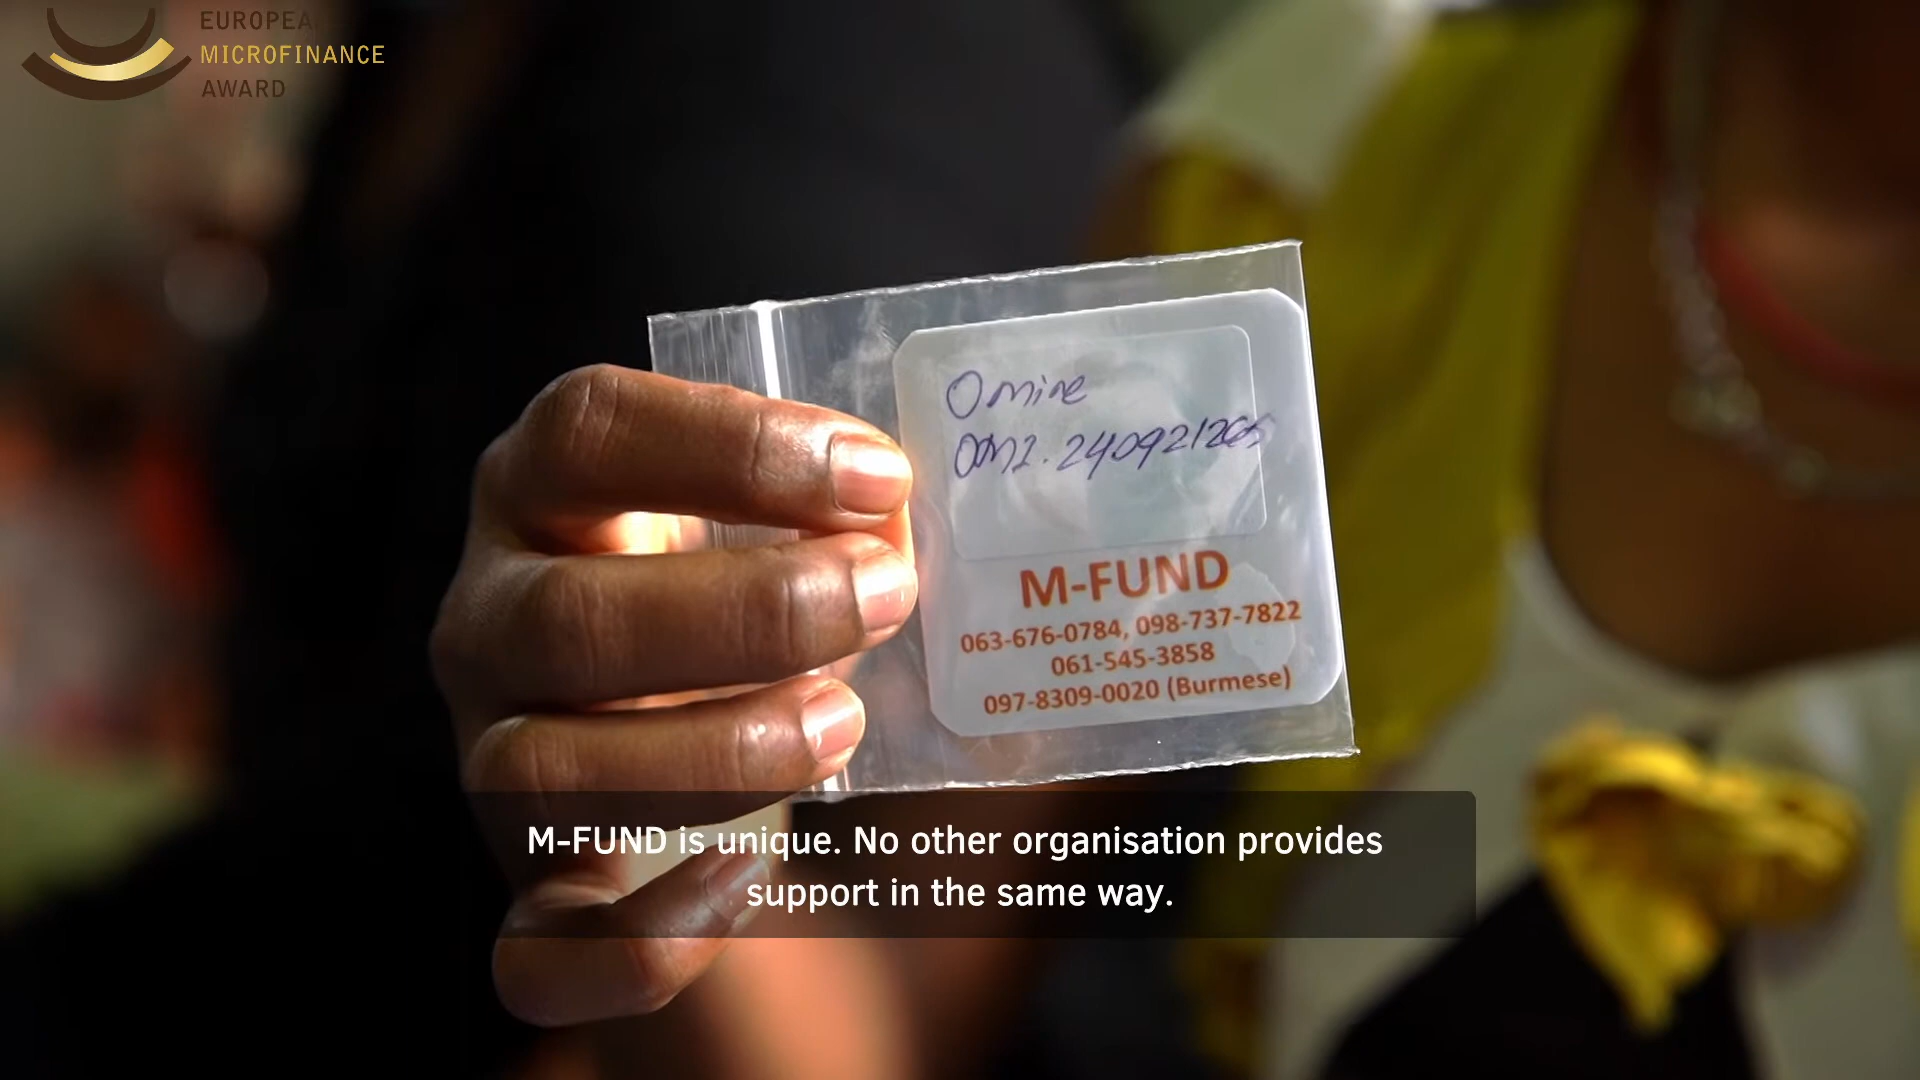 EUROPEAN
MICROFINANCE
AWARD
Omine
M-FUND
063-676-0784, 098-737-7822
061-545-3858
097-8309-0020 (Burmese)
M-FUND is unique. No other organisation provides
support in the same way.